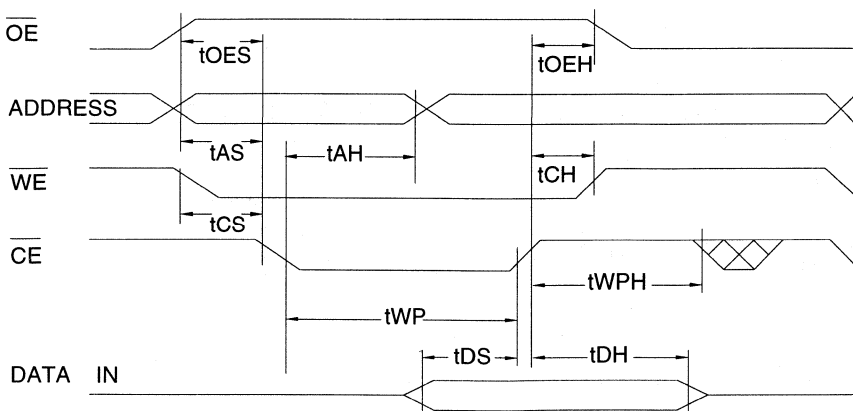 OE
tOES
tOEH
ADDRESS
tAS
tAH
WE
tCH
tCS
CE
tWPH
tWP
tDS
tDH
DATA IN